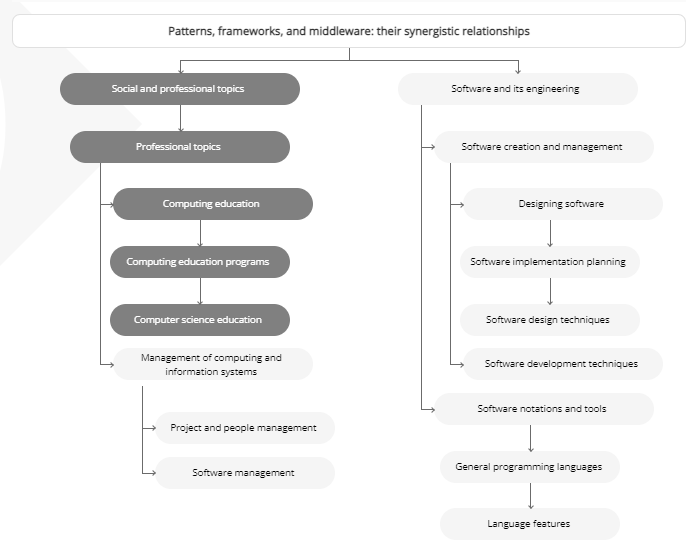 Patterns, frameworks, and middleware: their synergistic relationships
Social and professional topics
Professional topics
Computing education
Computing education programs
Computer science education
Management of computing and
information systems
Project and people management
Software management
Software and its engineering
Software creation and management
Designing software
Software implementation planning
Software design techniques
Software development techniques
Software notations and tools
General programming languages
Language features